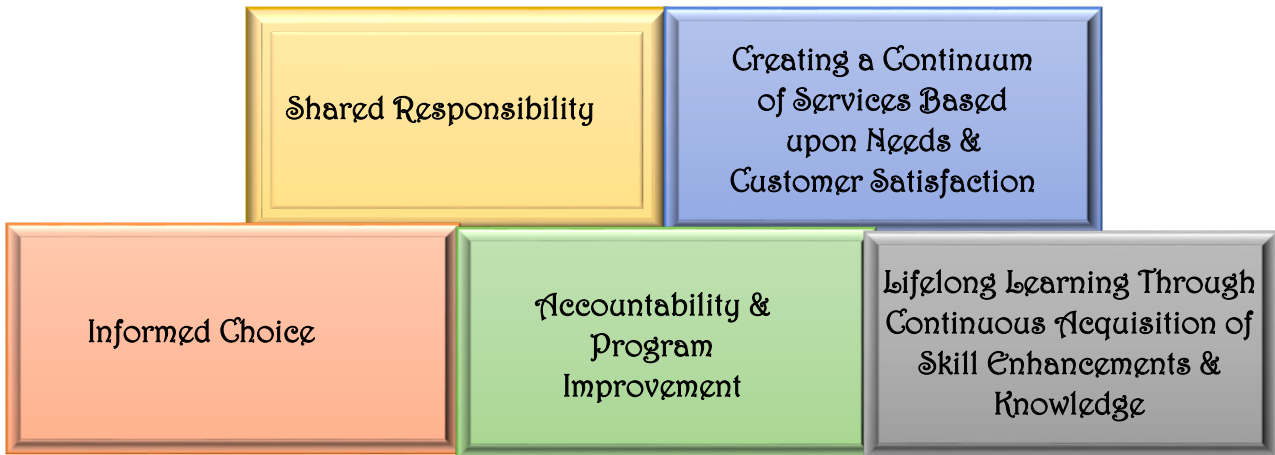 Shared Responsibility
Creating a Continuum
of Services Based
upon Needs &
Customer Satisfaction
Informed Choice
Accountability &
Program
Improvement
Lifelong Learning Through
Continuous Acquisition of
Skill Enhancements &
Knowledge